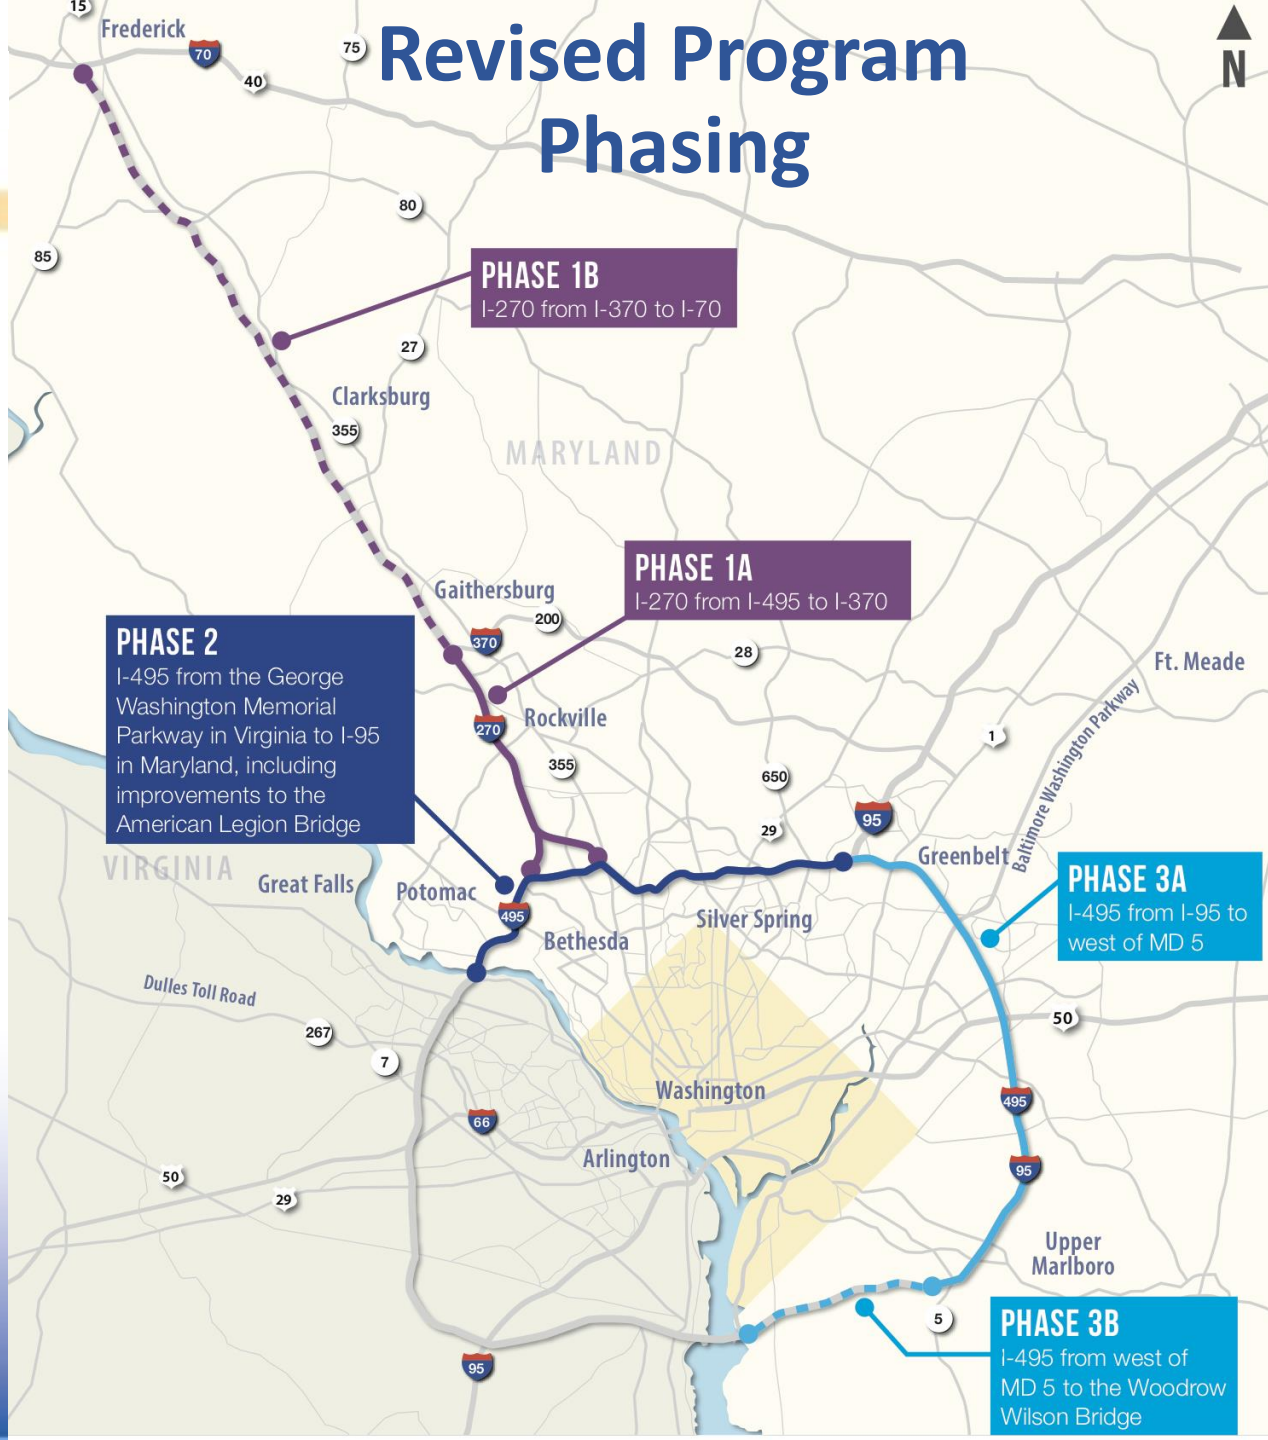 Revised Program
Phasing
15
Frederick
70
75
40
N
80
85
PHASE 1B
I-270 from I-370 to I-70
27
Clarksburg
355
MARYLAND
PHASE 1A
I-270 from I-495 to I-370
Gaithersburg
200
370
28
PHASE 2
I-495 from the George
Washington Memorial
Parkway in Virginia to I-95
in Maryland, including
improvements to the
American Legion Bridge
Ft. Meade
Rockville
270
1
Baltimore Washington Parkway
355
650
29
95
Greenbelt
VIRGINIA
Great Falls
Potomac
PHASE 3A
I-495 from I-95 to
west of MD 5
495
Silver Spring
Bethesda
Dulles Toll Road
267
7
50
Washington
495
66
Arlington
95
50
29
Upper
Marlboro
5
PHASE 3B
I-495 from west of
MD 5 to the Woodrow
Wilson Bridge
95